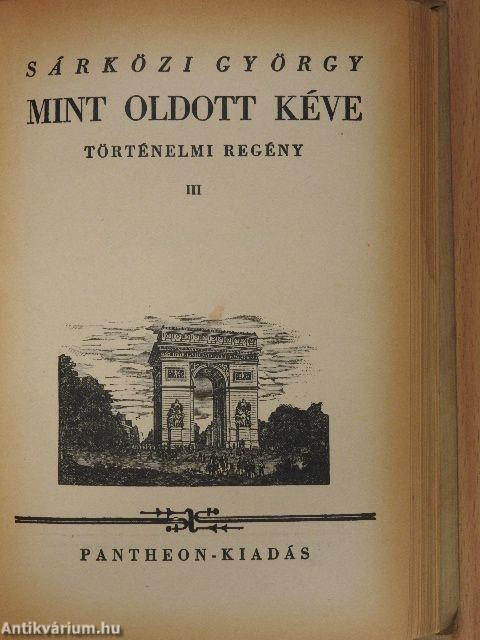 SÁRKÖZI GYÖRGY
MINT OLDOTT KÉVE
TÖRTÉNELMI REGÉNY
III
PANTHEON-KIADÁS
Antikvárium.hu